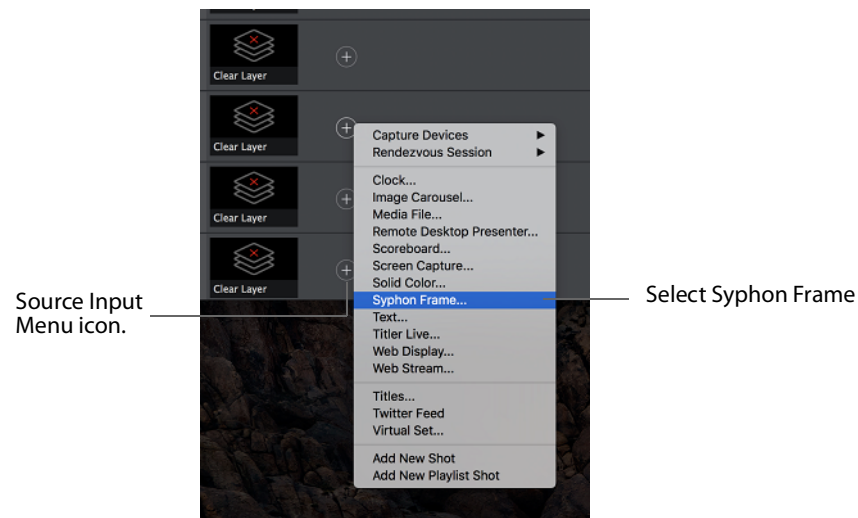 Clear Layer
Clear Layer
Clear Layer
Clear Layer
Capture Devices
Rendezvous Session
Clock...
Image Carousel...
Media File...
Remote Desktop Presenter...
Scoreboard...
Screen Capture...
Solid Color...
Syphon Frame...
Text...
Titler Live...
Web Display...
Web Stream...
Titles...
Twitter Feed
Virtual Set...
Add New Shot
Add New Playlist Shot
Source Input
Menu icon.
Select Syphon Frame